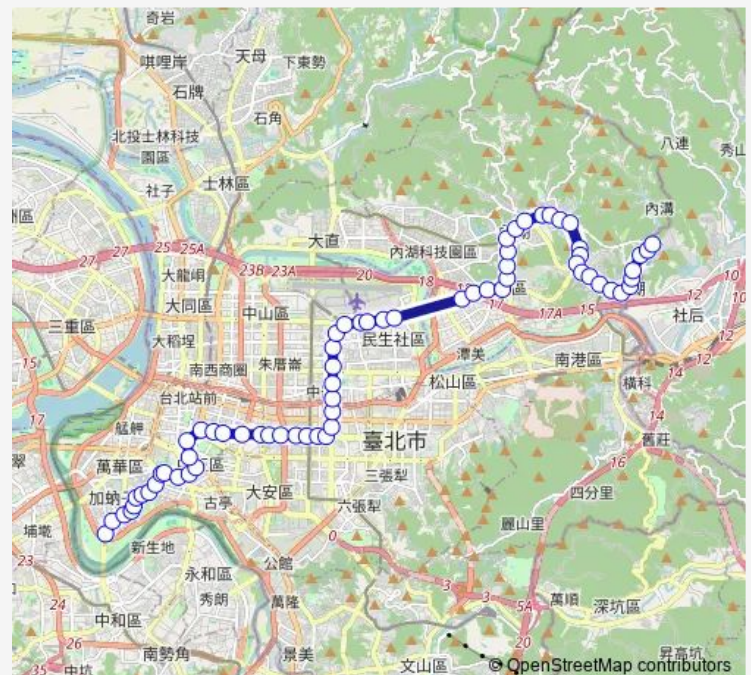 奇岩
唭哩岸
天母
下東勢
石牌
石角
北投士林科技
園區
八連
秀山
社子
士林區
內溝
大直
內湖科技園區
27
27
25
25A
23B
23A
20
18
大龍峒
17
17A
15
12
10
10
社后
三重區
大同區
中山區
大稻埕
民生社區
潭美
南港區
12
12
15
南西商圈
朱厝崙
松山區
橫科
14
14
台北站前
17
艋舺
臺北市
舊莊
16
萬華區
三張犁
加蚋
大安區
四分里
古亭
六張犁
埔墘
新生地
0
麗山里
23
公館
永和區
3
3
24
秀朗
萬隆
5A
萬順
深坑區
中和區
26
20
南勢角
景美
35
中坑
文山區
昇高坑
© OpenStreetMap contributors